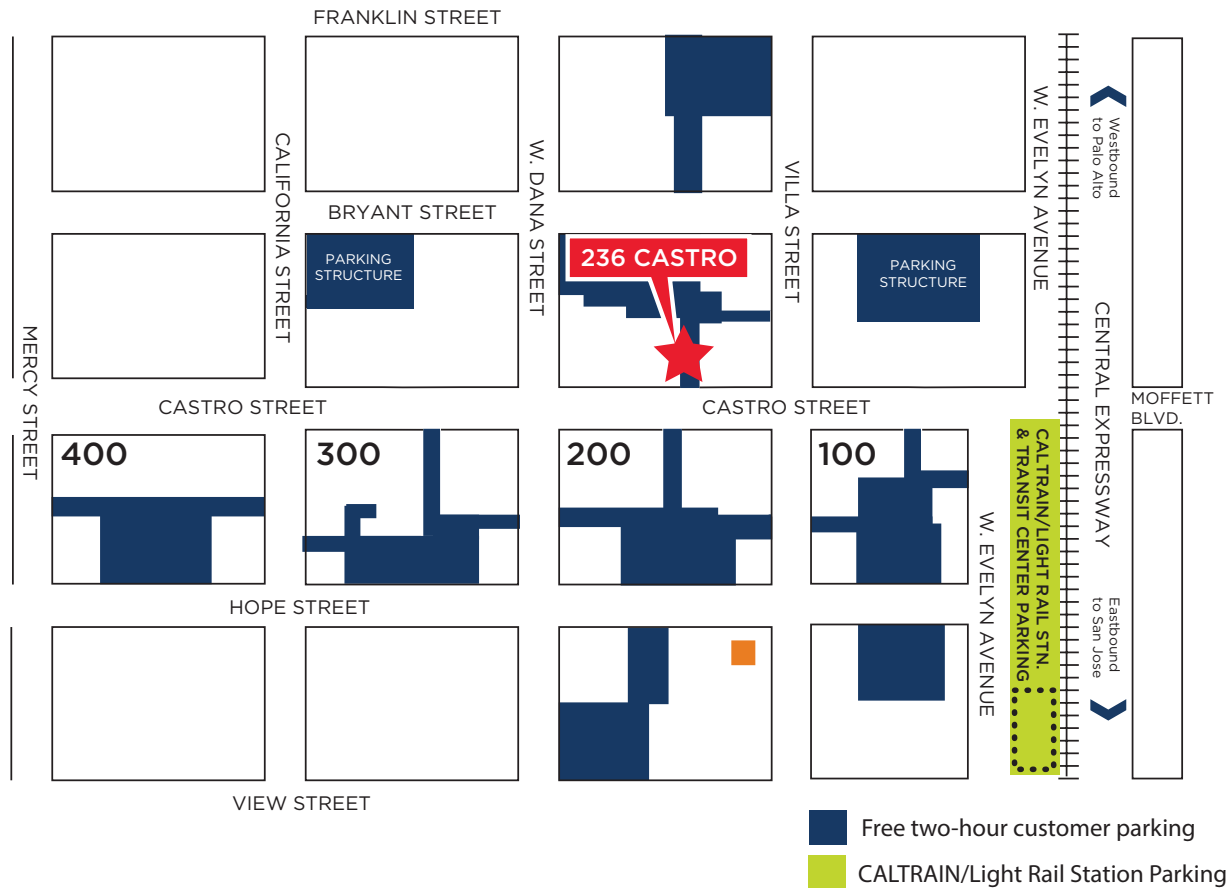 FRANKLIN STREET
CALIFORNIA STREET
W. DANA STREET
VILLA STREET
W. EVELYN AVENUE
Westbound
to Palo Alto
BRYANT STREET
PARKING
STRUCTURE
236 CASTRO
PARKING
STRUCTURE
MERCY STREET
CENTRAL EXPRESSWAY
CASTRO STREET
CASTRO STREET
MOFFETT
BLVD.
400
300
200
100
CALTRAIN/LIGHT RAIL STN.
& TRANSIT CENTER PARKING
W. EVELYN AVENUE
Eastbound
to San Jose
HOPE STREET
VIEW STREET
Free two-hour customer parking
CALTRAIN/Light Rail Station Parking